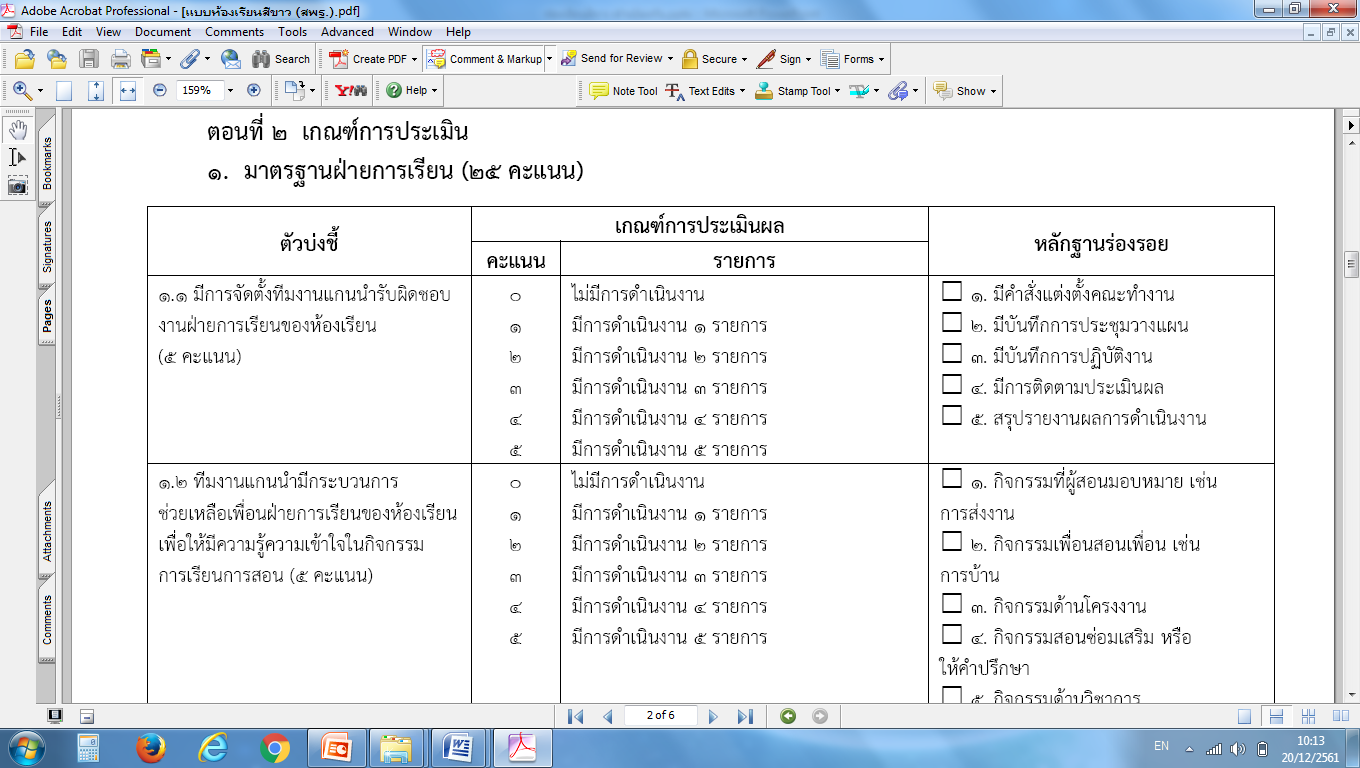 Adobe Acrobat Professional - [แบบห้องเรียนสีขาว (สพฐ.).pdf]
File Edit View Document Comments Tools Advanced Window Help
Search Create PDF Comment & Markup Send for Review Secure Sign Forms
159% Y! Help Note Tool Text Edits Stamp Tool Show
Bookmarks
Signatures
Pages
Attachments
Comments
ตอนที่ ๒ เกณฑ์การประเมิน
๑. มาตรฐานฝ่ายการเรียน (๒๕ คะแนน)
ตัวบ่งชี้
เกณฑ์การประเมินผล
หลักฐานร่องรอย
คะแนน
รายการ
๑.๑ มีการจัดตั้งทีมงานแกนนำรับผิดชอบ
งานฝ่ายการเรียนของห้องเรียน
(๕ คะแนน)
๐ ไม่มีการดำเนินงาน
๑ มีการดำเนินงาน ๑ รายการ
๒ มีการดำเนินงาน ๒ รายการ
๓ มีการดำเนินงาน ๓ รายการ
๔ มีการดำเนินงาน ๔ รายการ
๕ มีการดำเนินงาน ๕ รายการ
๑. มีคำสั่งแต่งตั้งคณะทำงาน
๒. มีบันทึกการประชุมวางแผน
๓. มีบันทึกการปฏิบัติงาน
๔. มีการติดตามประเมินผล
๕. สรุปรายงานผลการดำเนินงาน
๑.๒ ทีมงานแกนนำมีกระบวนการ
ช่วยเหลือเพื่อนฝ่ายการเรียนของห้องเรียน
เพื่อให้มีความรู้ความเข้าใจในกิจกรรม
การเรียนการสอน (๕ คะแนน)
๐ ไม่มีการดำเนินงาน
๑ มีการดำเนินงาน ๑ รายการ
๒ มีการดำเนินงาน ๒ รายการ
๓ มีการดำเนินงาน ๓ รายการ
๔ มีการดำเนินงาน ๔ รายการ
๕ มีการดำเนินงาน ๕ รายการ
๑. กิจกรรมที่ผู้สอนมอบหมาย เช่น
การส่งงาน
๒. กิจกรรมเพื่อนสอนเพื่อน เช่น
การบ้าน
๓. กิจกรรมด้านโครงงาน
๔. กิจกรรมสอนซ่อมเสริม หรือ
ให้คำปรึกษา
๕. กิจกรรมด้านวิชาการ
2 of 6
EN
10:13
20/12/2561